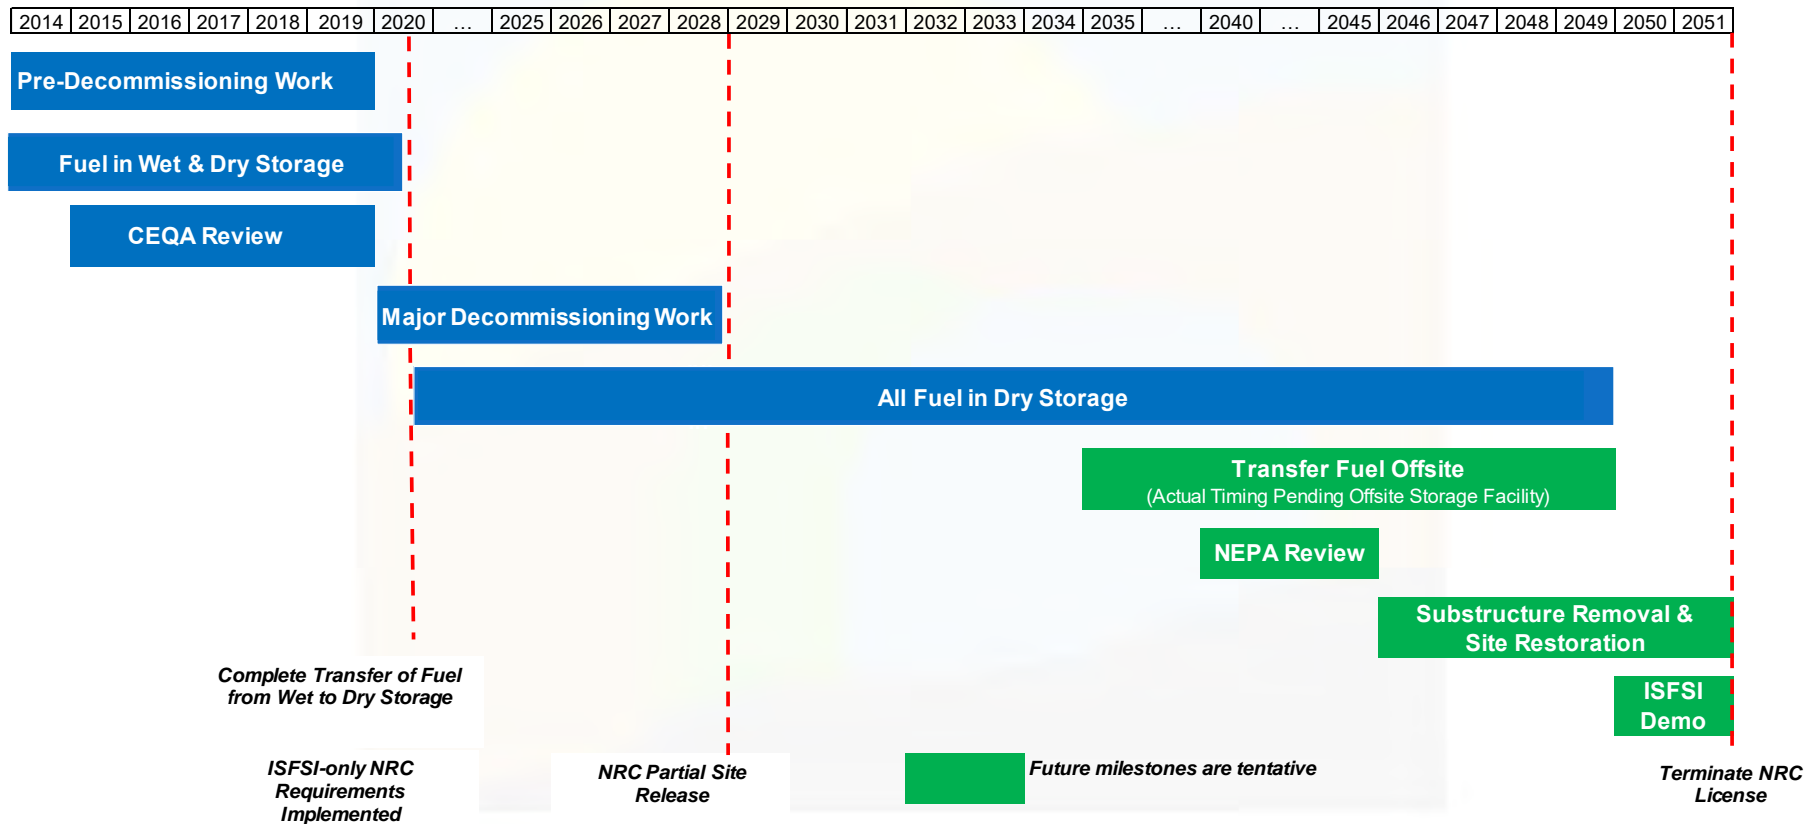 2014 2015 2016 2017 2018 2019 2020 ... 2025 2026 2027 2028 2029 2030 2031 2032 2033 2034 2035 ... 2040 ... 2045 2046 2047 2048 2049 2050 2051
Pre-Decommissioning Work
Fuel in Wet & Dry Storage
CEQA Review
Major Decommissioning Work
All Fuel in Dry Storage
Transfer Fuel Offsite
(Actual Timing Pending Offsite Storage Facility)
NEPA Review
Substructure Removal &
Site Restoration
ISFSI
Demo
Complete Transfer of Fuel
from Wet to Dry Storage
ISFSI-only NRC
Requirements
Implemented
NRC Partial Site
Release
Future milestones are tentative
Terminate NRC
License